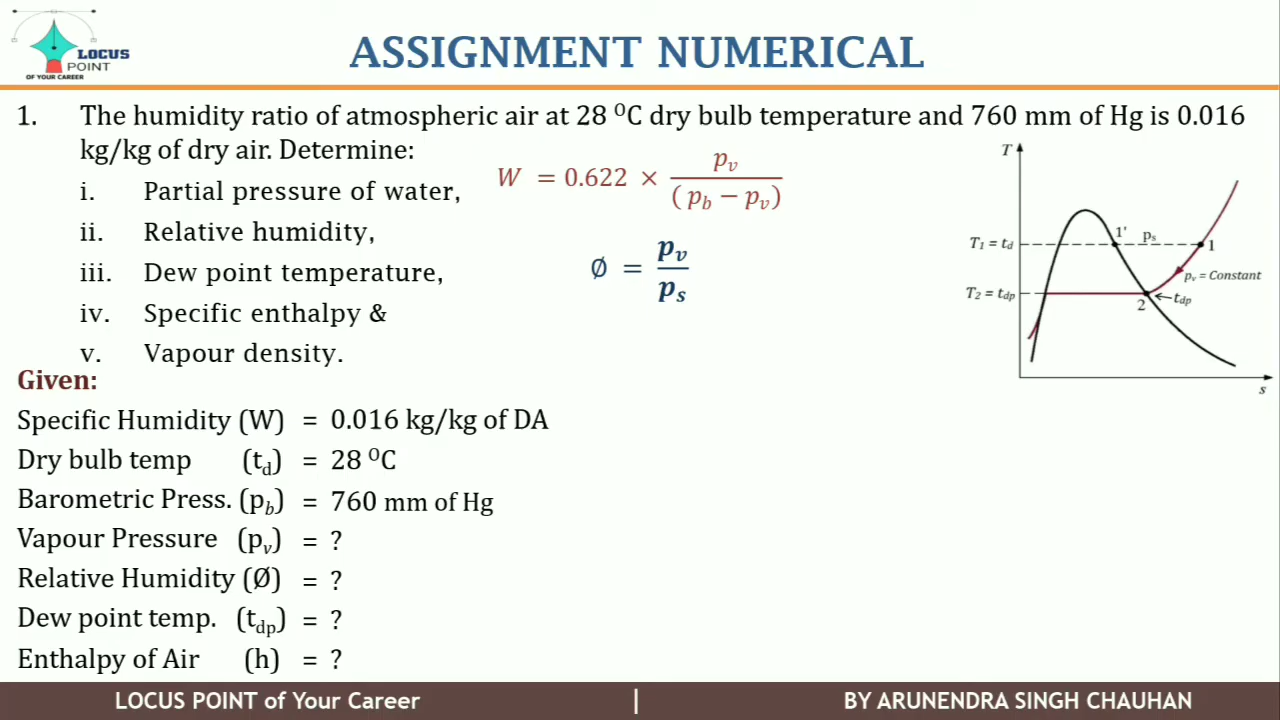 LOCUS
POINT
OF YOUR CAREER
ASSIGNMENT NUMERICAL
1. The humidity ratio of atmospheric air at 28 ⁰C dry bulb temperature and 760 mm of Hg is 0.016
kg/kg of dry air. Determine:
i. Partial pressure of water,
ii. Relative humidity,
iii. Dew point temperature,
iv. Specific enthalpy &
v. Vapour density.
W = 0.622 × p_v / (p_b − p_v)
Ø = p_v / p_s
T
T₁ = t_d
1'
p_s
1
p_v = Constant
T₂ = t_dp
2
t_dp
s
Given:
Specific Humidity (W) = 0.016 kg/kg of DA
Dry bulb temp (t_d) = 28 ⁰C
Barometric Press. (p_b) = 760 mm of Hg
Vapour Pressure (p_v) = ?
Relative Humidity (Ø) = ?
Dew point temp. (t_dp) = ?
Enthalpy of Air (h) = ?
LOCUS POINT of Your Career | BY ARUNENDRA SINGH CHAUHAN